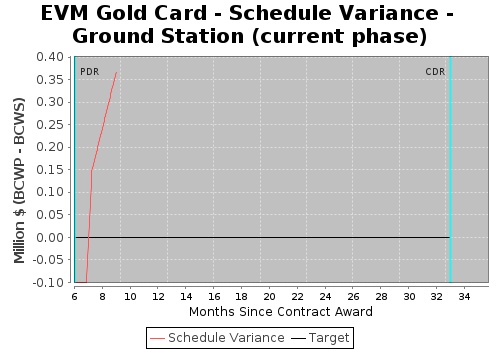 EVM Gold Card - Schedule Variance -
Ground Station (current phase)
Million $ (BCWP - BCWS)
0.40
0.35
0.30
0.25
0.20
0.15
0.10
0.05
0.00
-0.05
-0.10
PDR
CDR
6 8 10 12 14 16 18 20 22 24 26 28 30 32 34
Months Since Contract Award
Schedule Variance Target